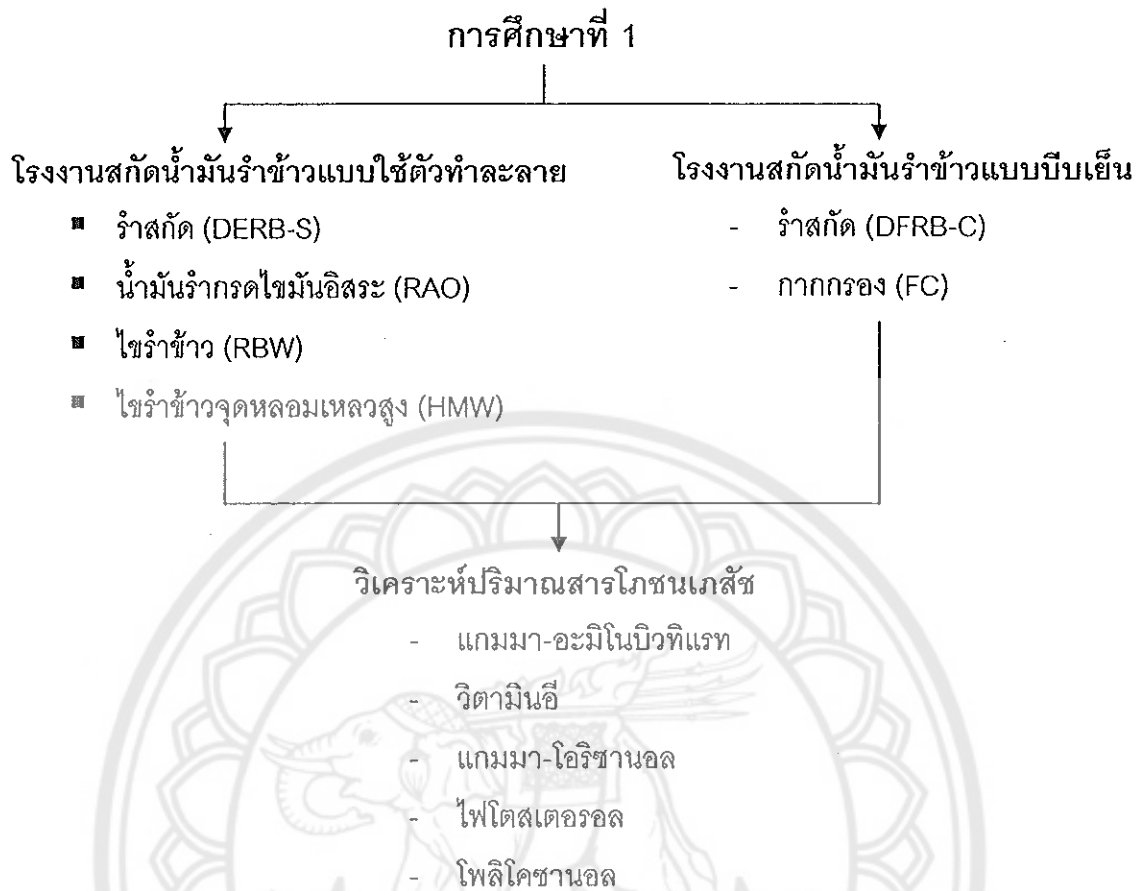 การศึกษาที่ 1
โรงงานสกัดน้ำมันรำข้าวแบบใช้ตัวทำละลาย
▪ รำสกัด (DERB-S)
▪ น้ำมันรำกรดไขมันอิสระ (RAO)
▪ ไขรำข้าว (RBW)
▪ ไขรำข้าวจุดหลอมเหลวสูง (HMW)
โรงงานสกัดน้ำมันรำข้าวแบบบีบเย็น
- รำสกัด (DFRB-C)
- กากกรอง (FC)
วิเคราะห์ปริมาณสารโภชนเภสัช
- แกมมา-อะมิโนบิวทิแรท
- วิตามินอี
- แกมมา-โอริซานอล
- ไฟโตสเตอรอล
- โพลิโคซานอล